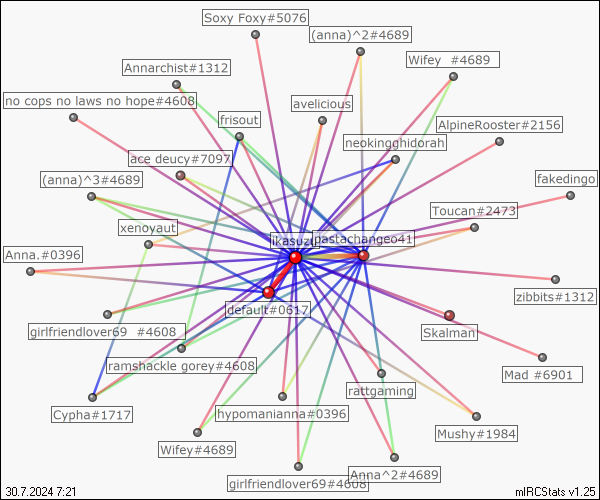 Soxy Foxy#5076
(anna)^2#4689
Wifey  #4689
Annarchist#1312
no cops no laws no hope#4608
avelicious
frisout
AlpineRooster#2156
neokingghidorah
ace deucy#7097
(anna)^3#4689
fakedingo
Toucan#2473
xenoyaut
pastachangeo41
Anna.#0396
zibbits#1312
default#0617
girlfriendlover69  #4608
Skalman
ramshackle gorey#4608
Mad #6901
rattgaming
Cypha#1717
hypomanianna#0396
Mushy#1984
Wifey#4689
Anna^2#4689
girlfriendlover69#4608
30.7.2024 7:21
mIRCStats v1.25